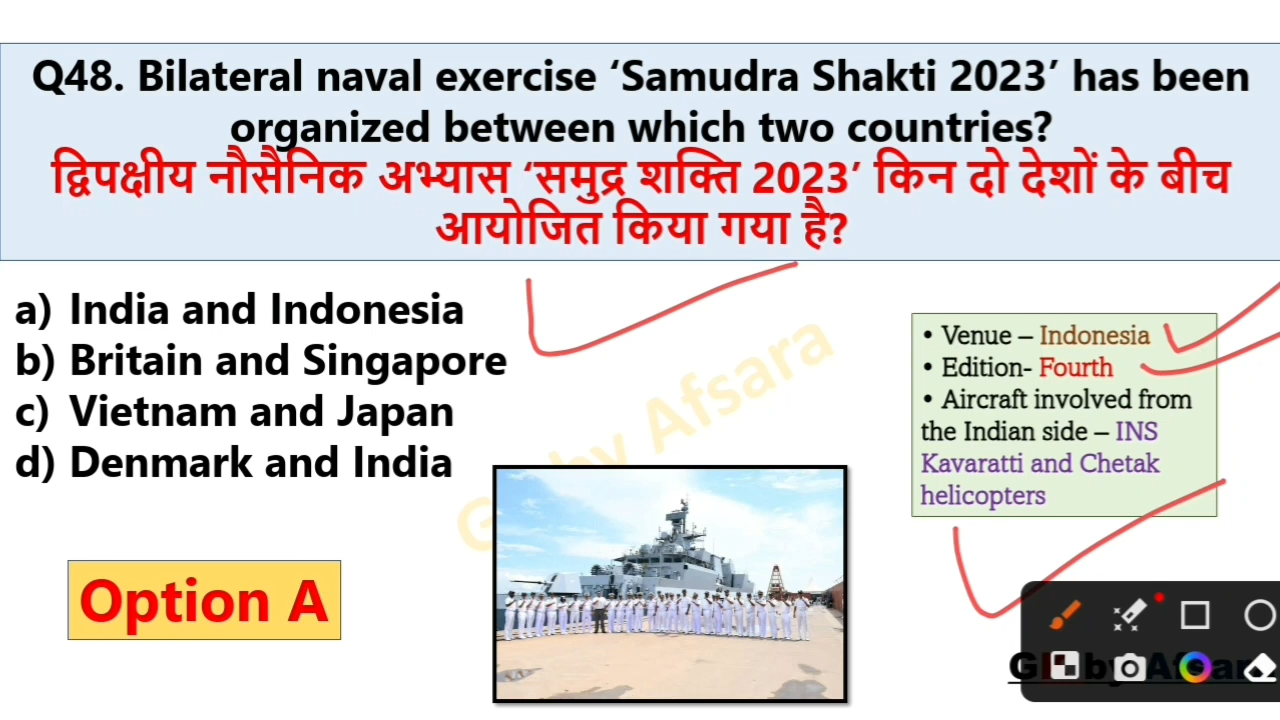 Q48. Bilateral naval exercise ‘Samudra Shakti 2023’ has been
organized between which two countries?
द्विपक्षीय नौसैनिक अभ्यास ‘समुद्र शक्ति 2023’ किन दो देशों के बीच
आयोजित किया गया है?
a) India and Indonesia
b) Britain and Singapore
c) Vietnam and Japan
d) Denmark and India
Option A
• Venue – Indonesia
• Edition- Fourth
• Aircraft involved from
the Indian side – INS
Kavaratti and Chetak
helicopters
by Afsara